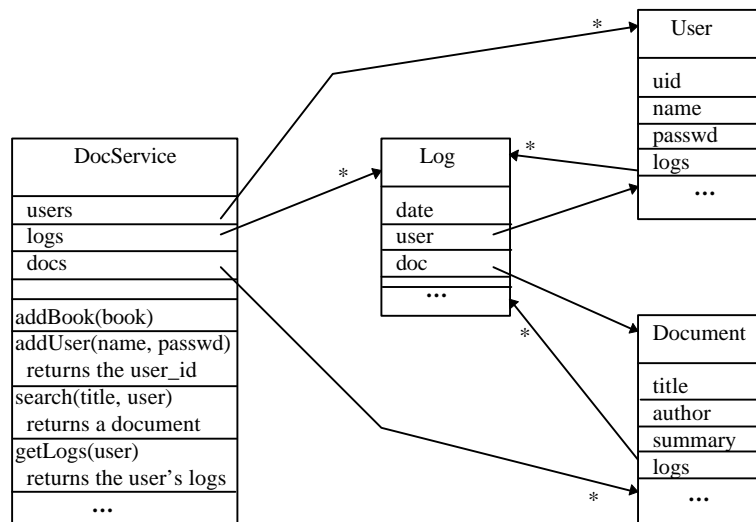 DocService
users
logs
docs
addBook(book)
addUser(name, passwd)
returns the user_id
search(title, user)
returns a document
getLogs(user)
returns the user's logs
...
*
Log
date
user
doc
...
*
*
User
uid
name
passwd
logs
...
*
Document
title
author
summary
logs
...
*